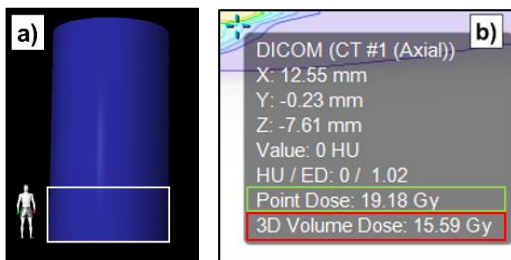 a)
b)
DICOM (CT #1 (Axial))
X: 12.55 mm
Y: -0.23 mm
Z: -7.61 mm
Value: 0 HU
HU / ED: 0 / 1.02
Point Dose: 19.18 Gy
3D Volume Dose: 15.59 Gy